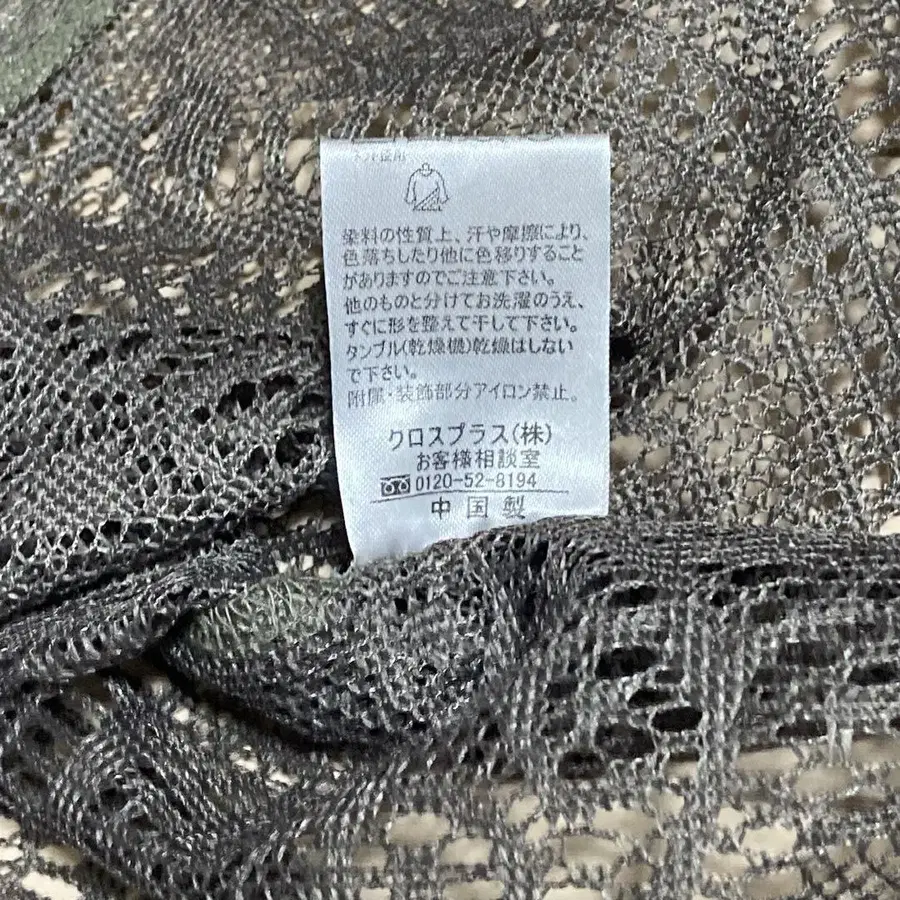 ネット使用
染料の性質上、汗や摩擦により、
色落ちしたり他に色移りすること
がありますのでご注意下さい。
他のものと分けてお洗濯のうえ、
すぐに形を整えて干して下さい。
タンブル(乾燥機)乾燥はしない
で下さい。
附属・装飾部分アイロン禁止。
クロスプラス(株)
お客様相談室
0120-52-8194
中国製